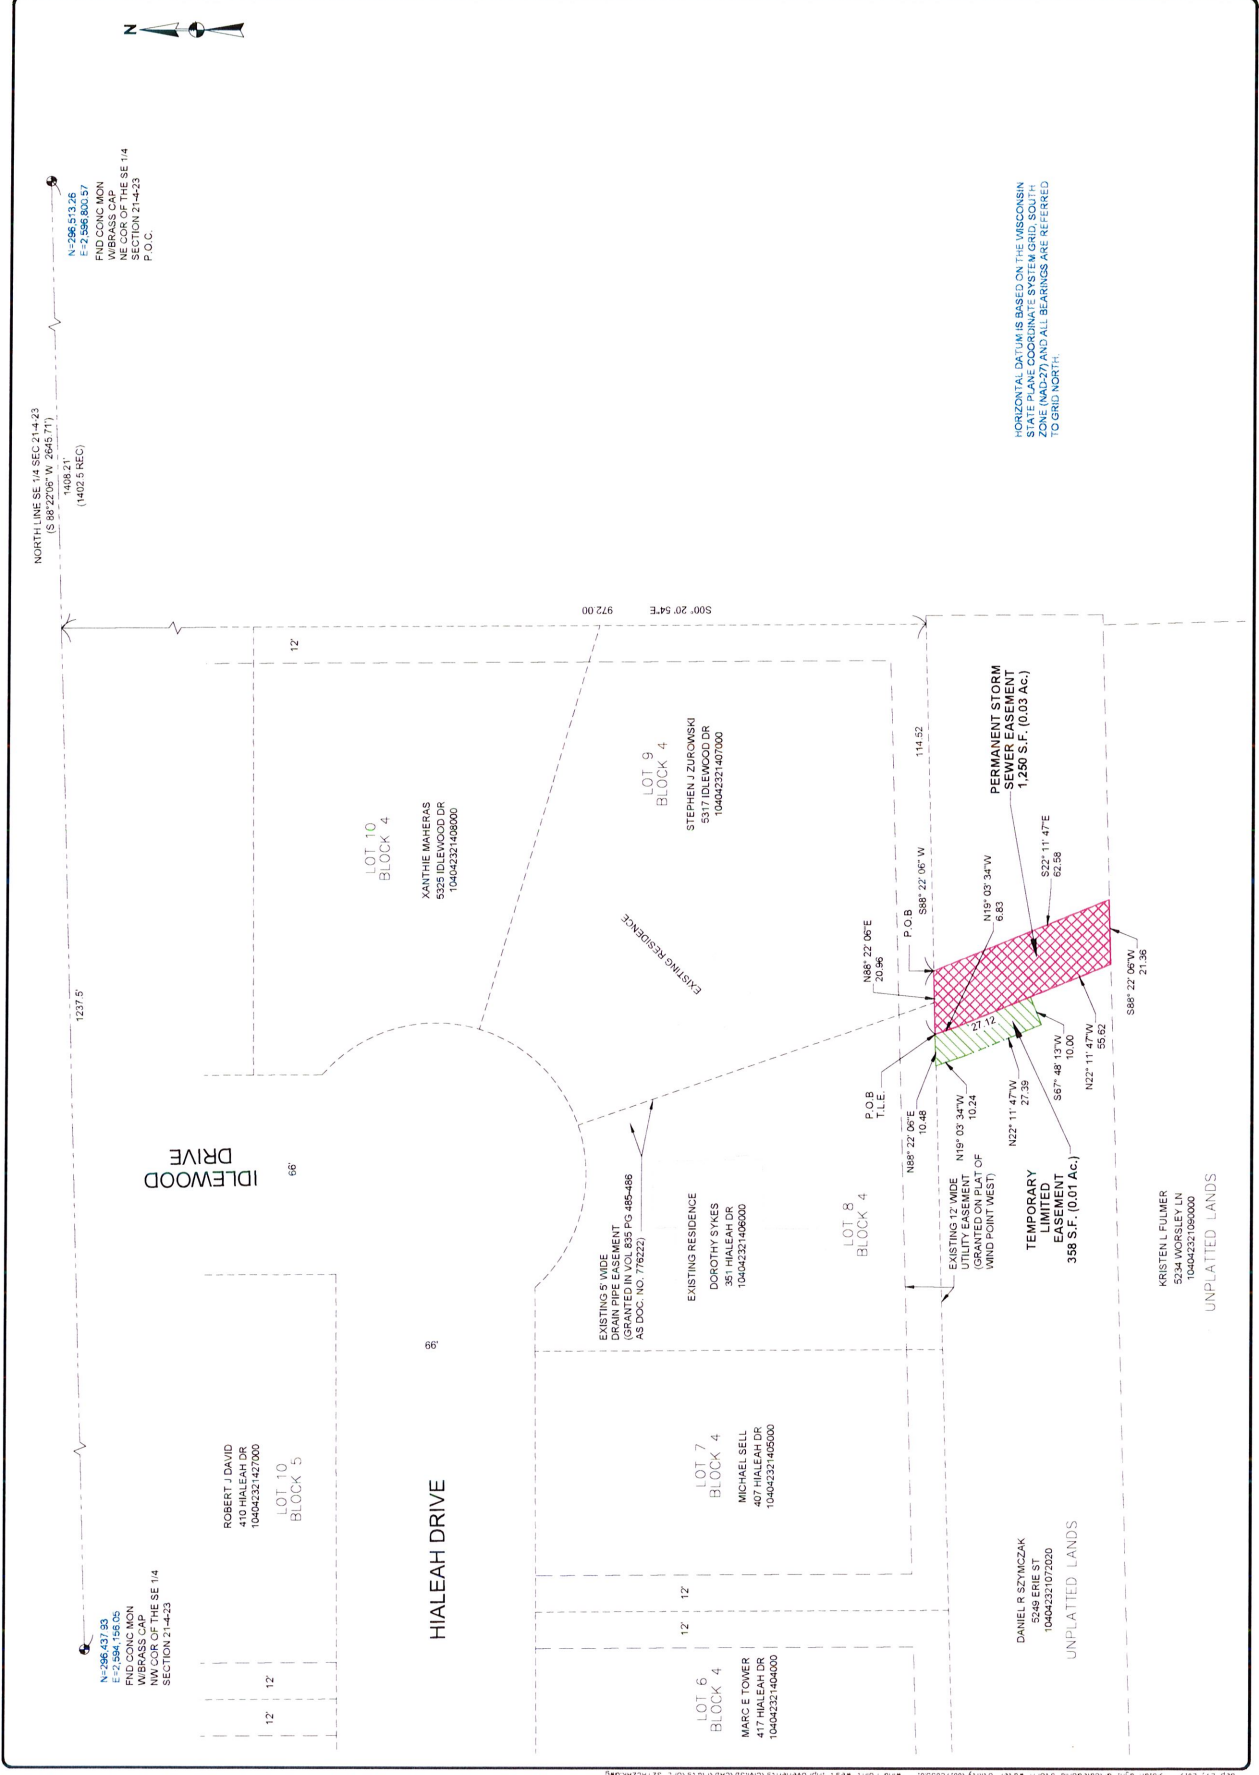 N
NORTH LINE SE 1/4 SEC 21-4-23
(S 88°22'06" W 2645.71')
1408.21'
(1402.5 REC)
N=296,513.26
E=2,596,800.57
FND CONC MON
W/BRASS CAP
NE COR OF THE SE 1/4
SECTION 21-4-23
P.O.C.
1237.5'
N=296,437.93
E=2,594,156.05
FND CONC MON
W/BRASS CAP
NW COR OF THE SE 1/4
SECTION 21-4-23
12'
12'
ROBERT J DAVID
410 HIALEAH DR
104042321427000
LOT 10
BLOCK 5
IDLEWOOD
DRIVE
66'
66'
HIALEAH DRIVE
12'
S00° 20' 54"E
972.00
LOT 10
BLOCK 4
XANTHIE MAHERAS
5325 IDLEWOOD DR
104042321408000
LOT 9
BLOCK 4
STEPHEN J ZUROWSKI
5317 IDLEWOOD DR
104042321407000
EXISTING RESIDENCE
EXISTING 5' WIDE
DRAIN PIPE EASEMENT
(GRANTED IN VOL 835 PG 485-486
AS DOC. NO. 776222)
EXISTING RESIDENCE
DOROTHY SYKES
351 HIALEAH DR
104042321406000
LOT 8
BLOCK 4
LOT 7
BLOCK 4
MICHAEL SELL
407 HIALEAH DR
104042321405000
12'
12'
LOT 6
BLOCK 4
MARC E TOWER
417 HIALEAH DR
104042321404000
114.52
S88° 22' 06" W
P.O.B
N88° 22' 06"E
20.96
P.O.B
T.L.E.
N88° 22' 06"E
10.48
N19° 03' 34"W
10.24
N19° 03' 34"W
6.83
27.12
N22° 11' 47"W
27.39
S67° 48' 13"W
10.00
N22° 11' 47"W
55.62
S22° 11' 47"E
62.58
S88° 22' 06"W
21.36
PERMANENT STORM
SEWER EASEMENT
1,250 S.F. (0.03 Ac.)
EXISTING 12' WIDE
UTILITY EASEMENT
(GRANTED ON PLAT OF
WIND POINT WEST)
TEMPORARY
LIMITED
EASEMENT
358 S.F. (0.01 Ac.)
DANIEL R SZYMCZAK
5249 ERIE ST
104042321072020
UNPLATTED LANDS
KRISTEN L FULMER
5234 WORSLEY LN
104042321090000
UNPLATTED LANDS
HORIZONTAL DATUM IS BASED ON THE WISCONSIN
STATE PLANE COORDINATE SYSTEM GRID, SOUTH
ZONE (NAD-27) AND ALL BEARINGS ARE REFERRED
TO GRID NORTH.